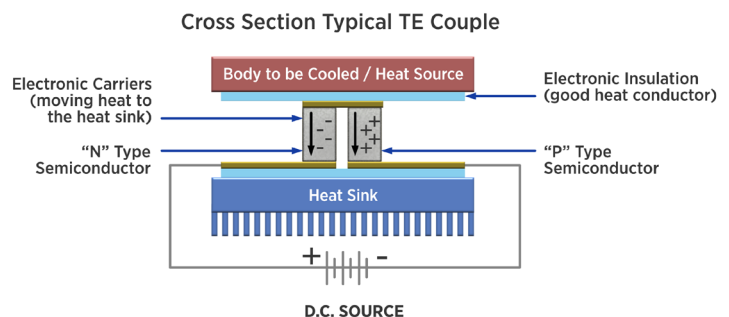 Cross Section Typical TE Couple
Body to be Cooled / Heat Source
Electronic Carriers
(moving heat to
the heat sink)
Electronic Insulation
(good heat conductor)
“N” Type
Semiconductor
“P” Type
Semiconductor
Heat Sink
+ -
D.C. SOURCE